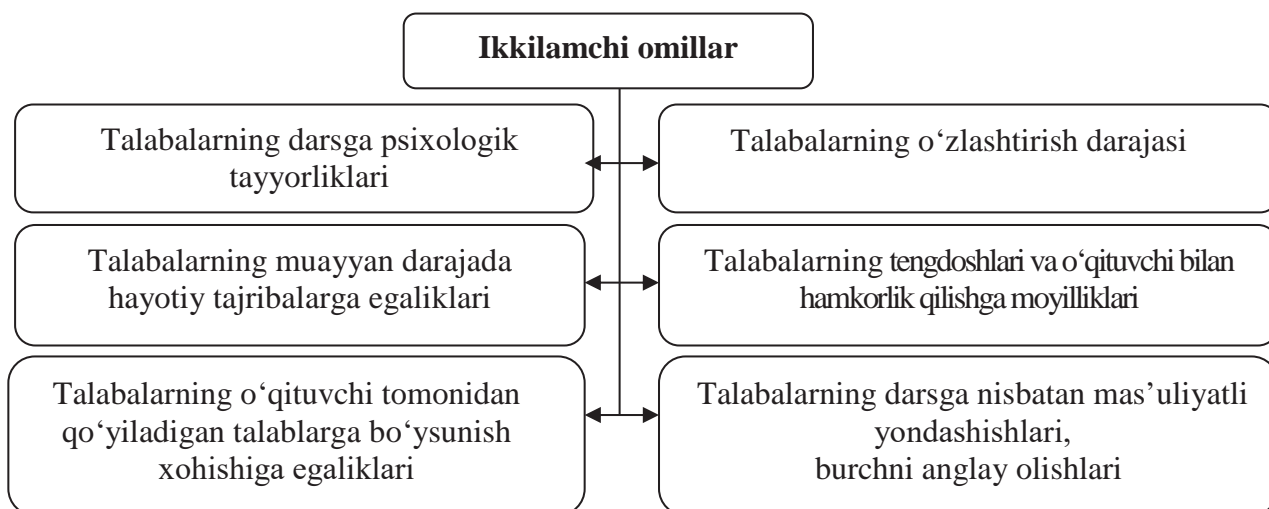 Ikkilamchi omillar
Talabalarning darsga psixologik
tayyorliklari
Talabalarning o‘zlashtirish darajasi
Talabalarning muayyan darajada
hayotiy tajribalarga egaliklari
Talabalarning tengdoshlari va o‘qituvchi bilan
hamkorlik qilishga moyilliklari
Talabalarning o‘qituvchi tomonidan
qo‘yiladigan talablarga bo‘ysunish
xohishiga egaliklari
Talabalarning darsga nisbatan mas’uliyatli
yondashishlari,
burchni anglay olishlari